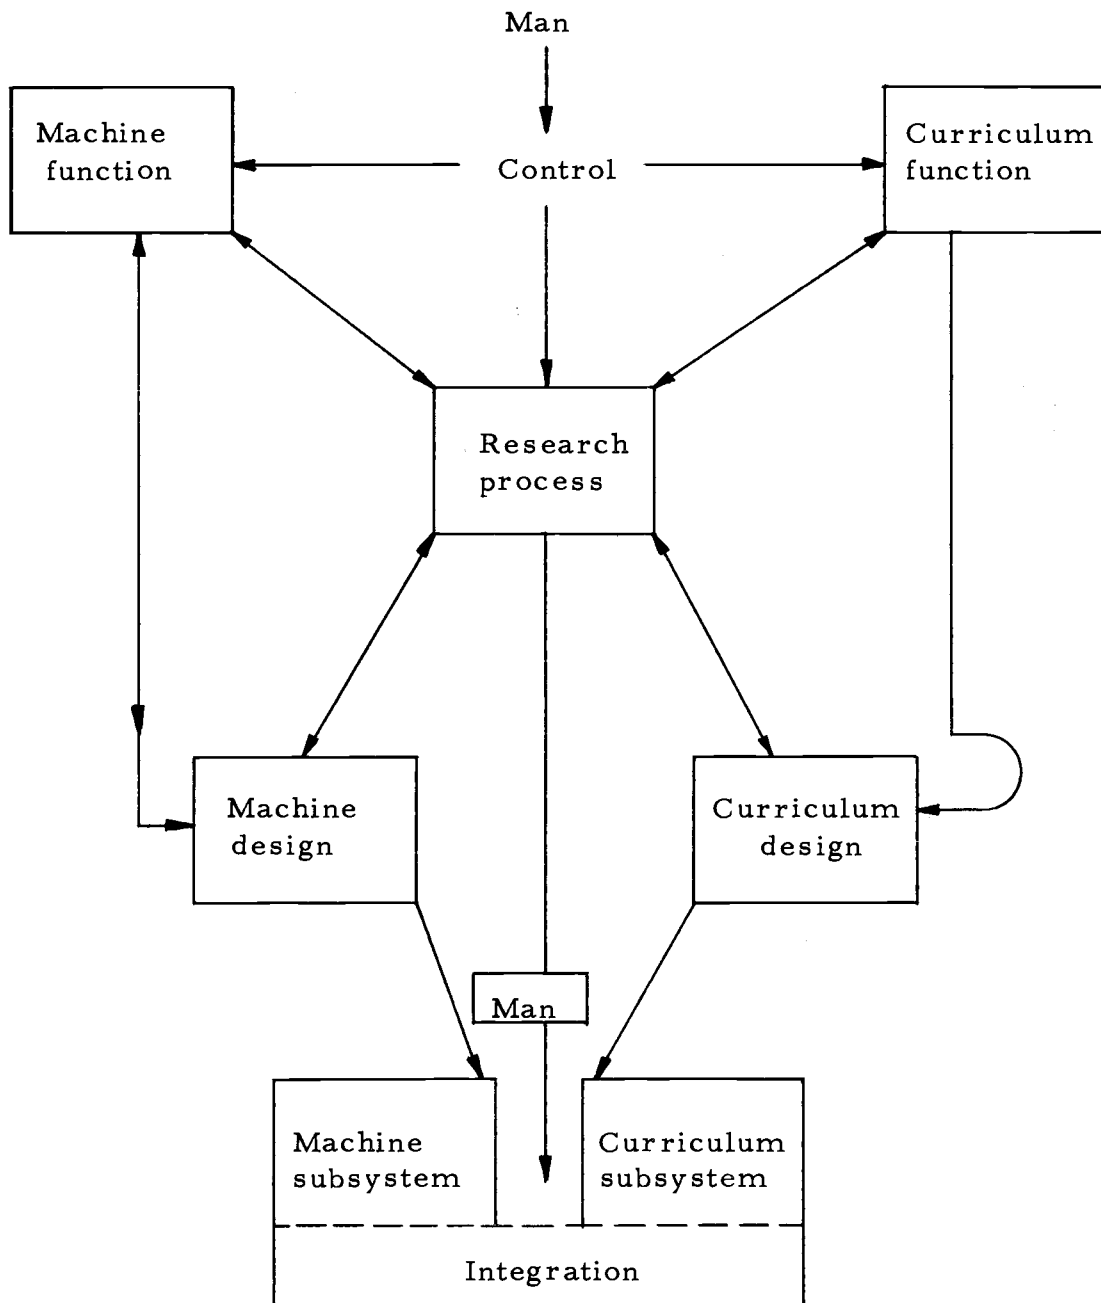 Man
Machine
function
Control
Curriculum
function
Research
process
Machine
design
Curriculum
design
Man
Machine
subsystem
Curriculum
subsystem
Integration